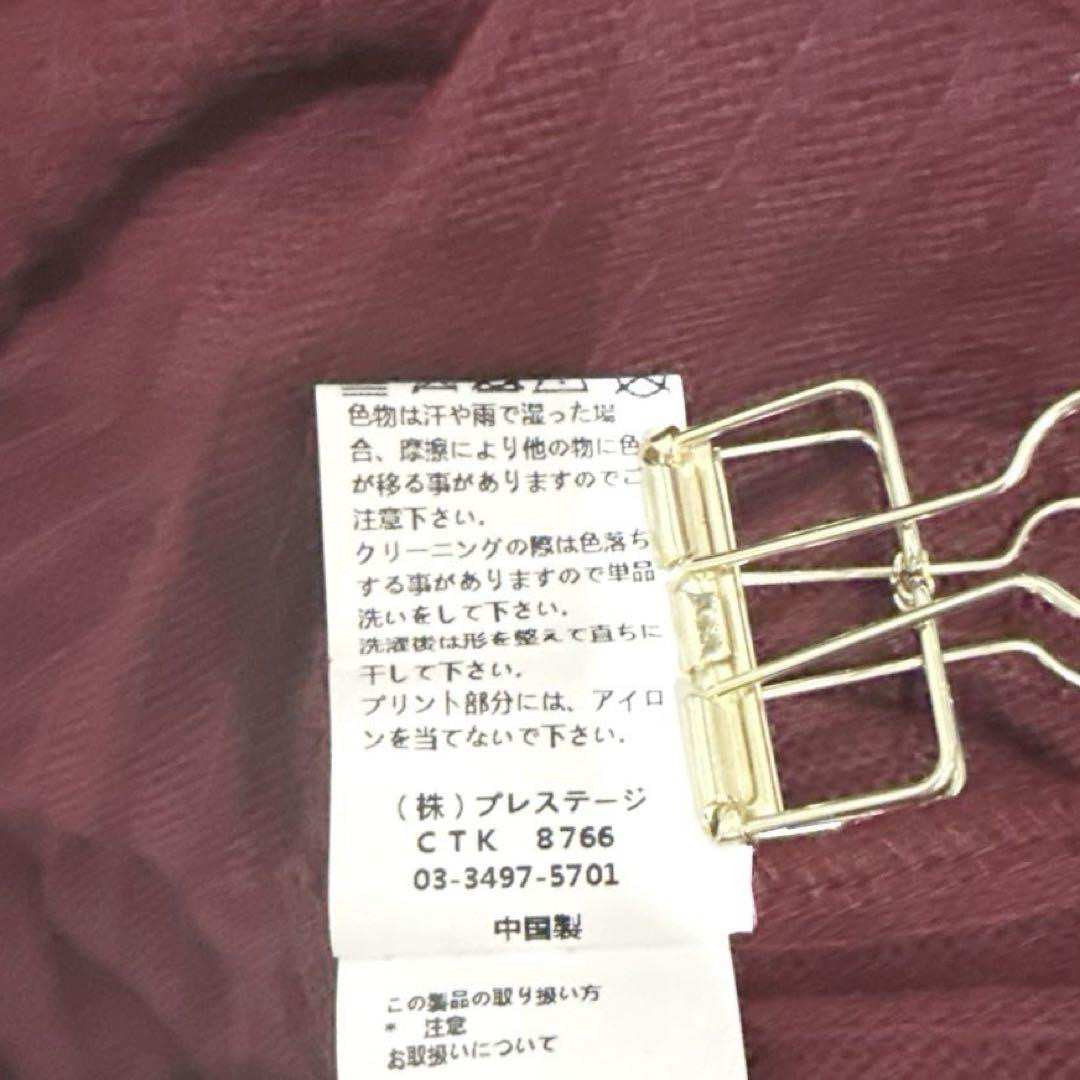 色物は汗や雨で湿った場
合、摩擦により他の物に色
が移る事がありますのでご
注意下さい.
クリーニングの際は色落ち
する事がありますので単品
洗いをして下さい.
洗濯後は形を整えて直ちに
干して下さい.
プリント部分には、アイロ
ンを当てないで下さい.
(株)プレステージ
CTK 8766
03-3497-5701
中国製
この製品の取り扱い方
* 注意
お取扱いについて